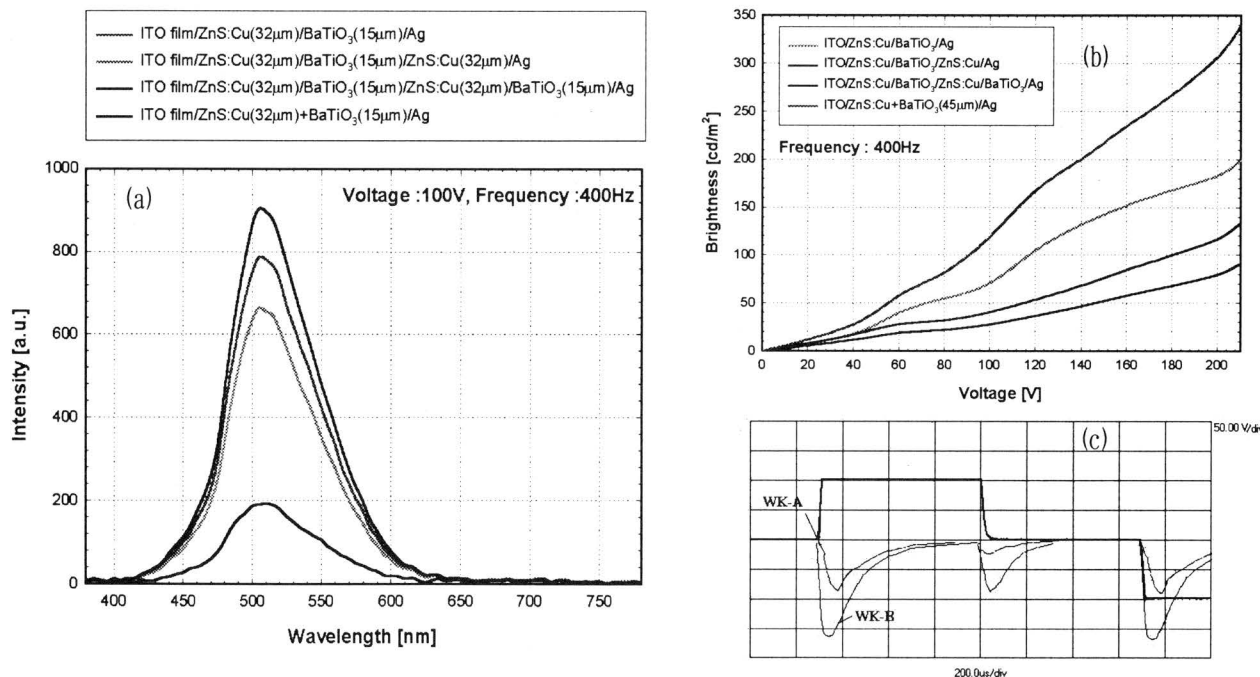 ITO film/ZnS:Cu(32μm)/BaTiO₃(15μm)/Ag
ITO film/ZnS:Cu(32μm)/BaTiO₃(15μm)/ZnS:Cu(32μm)/Ag
ITO film/ZnS:Cu(32μm)/BaTiO₃(15μm)/ZnS:Cu(32μm)/BaTiO₃(15μm)/Ag
ITO film/ZnS:Cu(32μm)+BaTiO₃(15μm)/Ag
(a)
Voltage :100V, Frequency :400Hz
Intensity [a.u.]
1000
800
600
400
200
0
400 450 500 550 600 650 700 750
Wavelength [nm]
(b)
ITO/ZnS:Cu/BaTiO₃/Ag
ITO/ZnS:Cu/BaTiO₃/ZnS:Cu/Ag
ITO/ZnS:Cu/BaTiO₃/ZnS:Cu/BaTiO₃/Ag
ITO/ZnS:Cu+BaTiO₃(45μm)/Ag
Frequency : 400Hz
Brightness [cd/m²]
350
300
250
200
150
100
50
0
0 20 40 60 80 100 120 140 160 180 200
Voltage [V]
(c)
50.00 V/div
WK-A
WK-B
200.0us/div